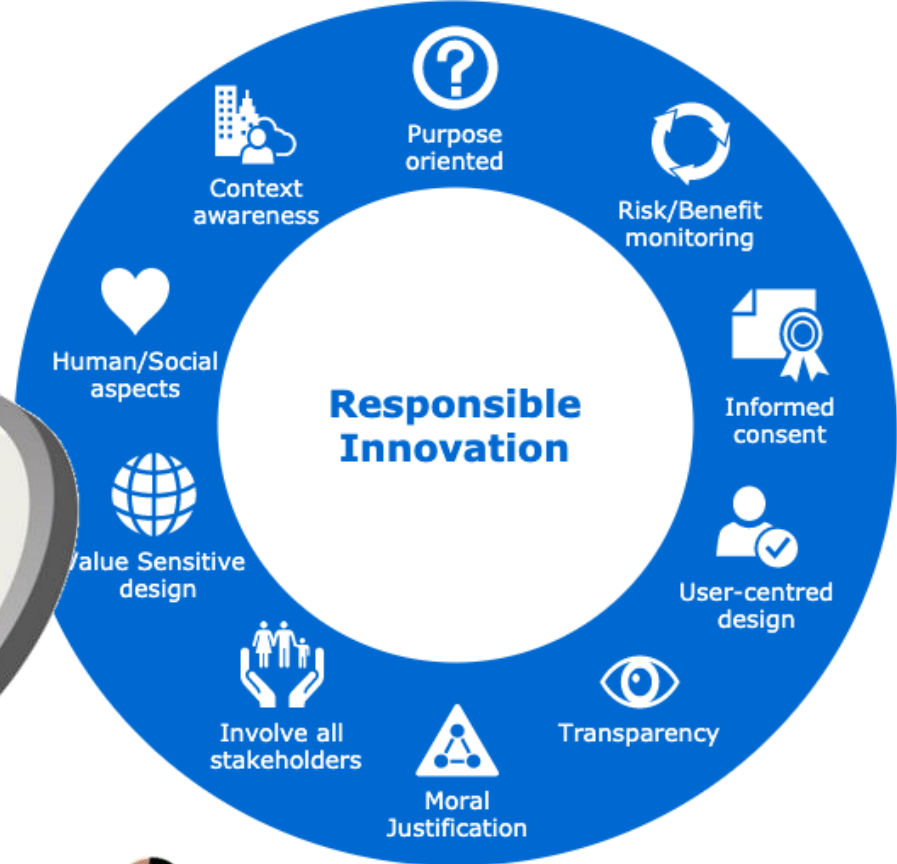 Purpose
oriented
Risk/Benefit
monitoring
Informed
consent
User-centred
design
Transparency
Moral
Justification
Involve all
stakeholders
Value Sensitive
design
Human/Social
aspects
Context
awareness
Responsible
Innovation